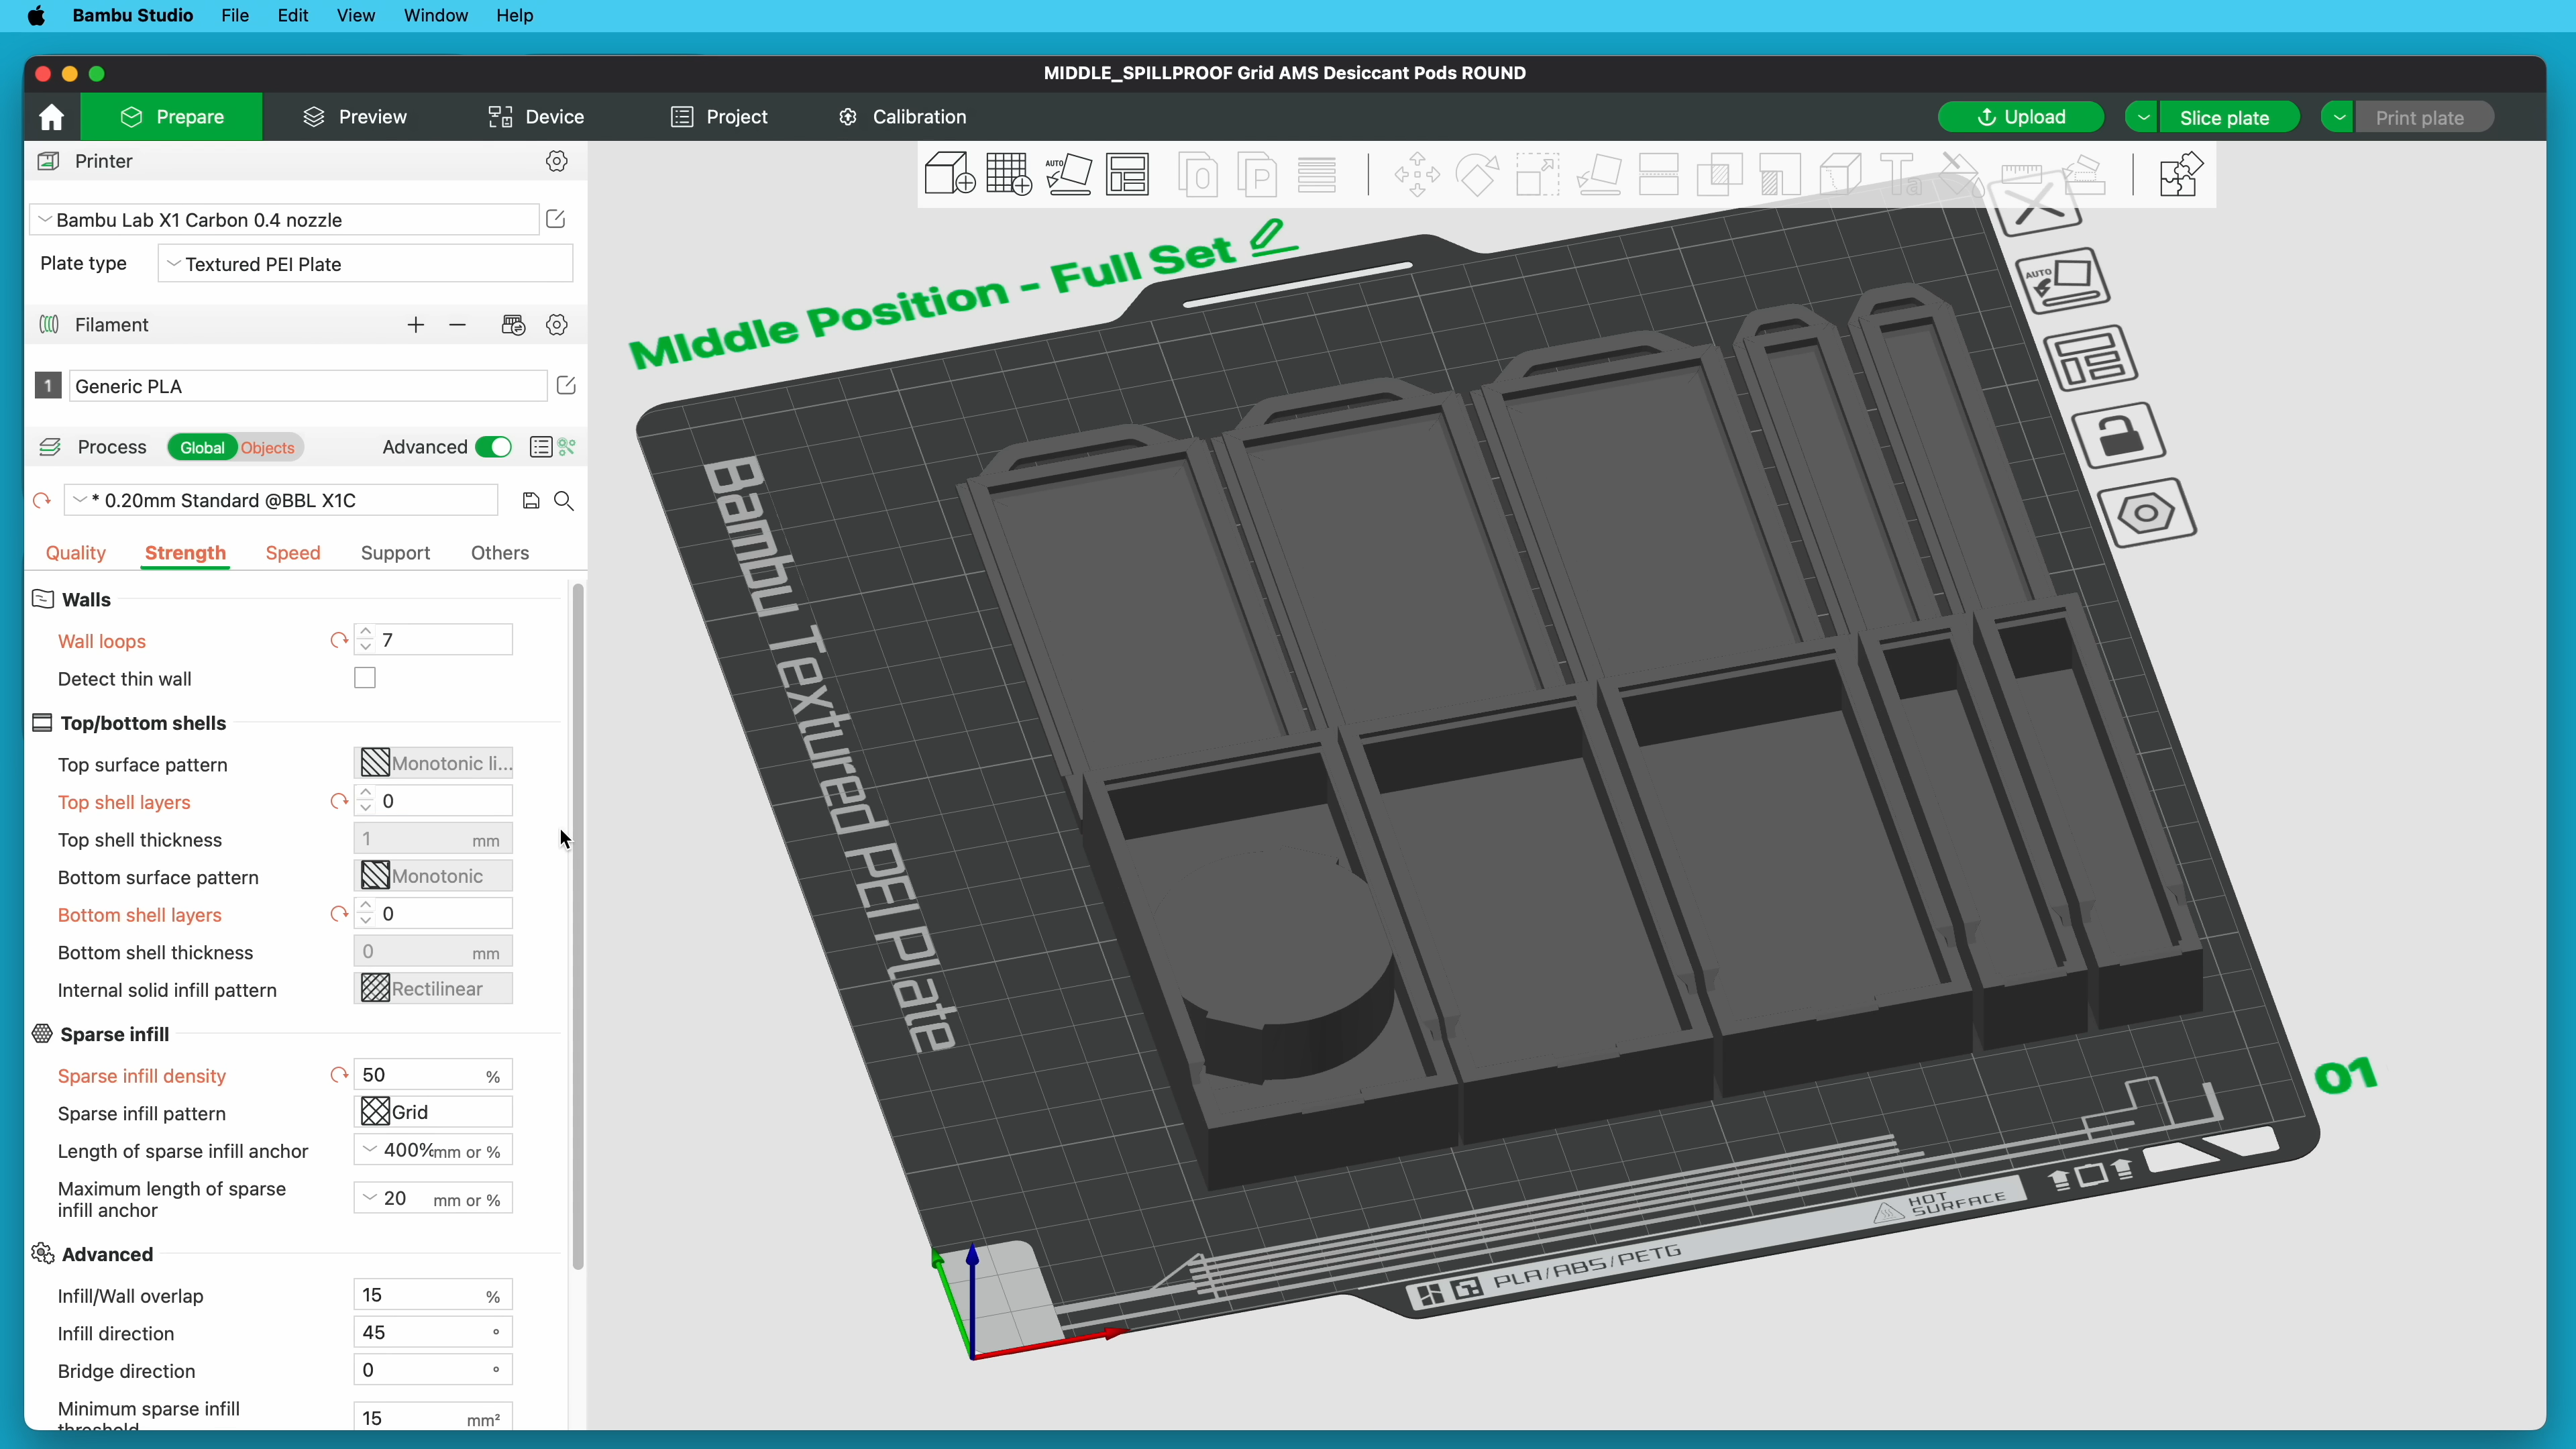 Bambu Studio File Edit View Window Help
MIDDLE_SPILLPROOF Grid AMS Desiccant Pods ROUND
Prepare Preview Device Project Calibration Upload Slice plate Print plate
Printer
Bambu Lab X1 Carbon 0.4 nozzle
Plate type Textured PEI Plate
Filament
1 Generic PLA
Process Global Objects Advanced
* 0.20mm Standard @BBL X1C
Quality Strength Speed Support Others
Walls
Wall loops 7
Detect thin wall
Top/bottom shells
Top surface pattern Monotonic li...
Top shell layers 0
Top shell thickness 1 mm
Bottom surface pattern Monotonic
Bottom shell layers 0
Bottom shell thickness 0 mm
Internal solid infill pattern Rectilinear
Sparse infill
Sparse infill density 50 %
Sparse infill pattern Grid
Length of sparse infill anchor 400% mm or %
Maximum length of sparse
infill anchor 20 mm or %
Advanced
Infill/Wall overlap 15 %
Infill direction 45 °
Bridge direction 0 °
Minimum sparse infill
threshold 15 mm²
AUTO
O
P
Ta
MIddle Position - Full Set
AUTO
Bambu Textured PEI Plate
01
HOT
SURFACE
PLA/ABS/PETG